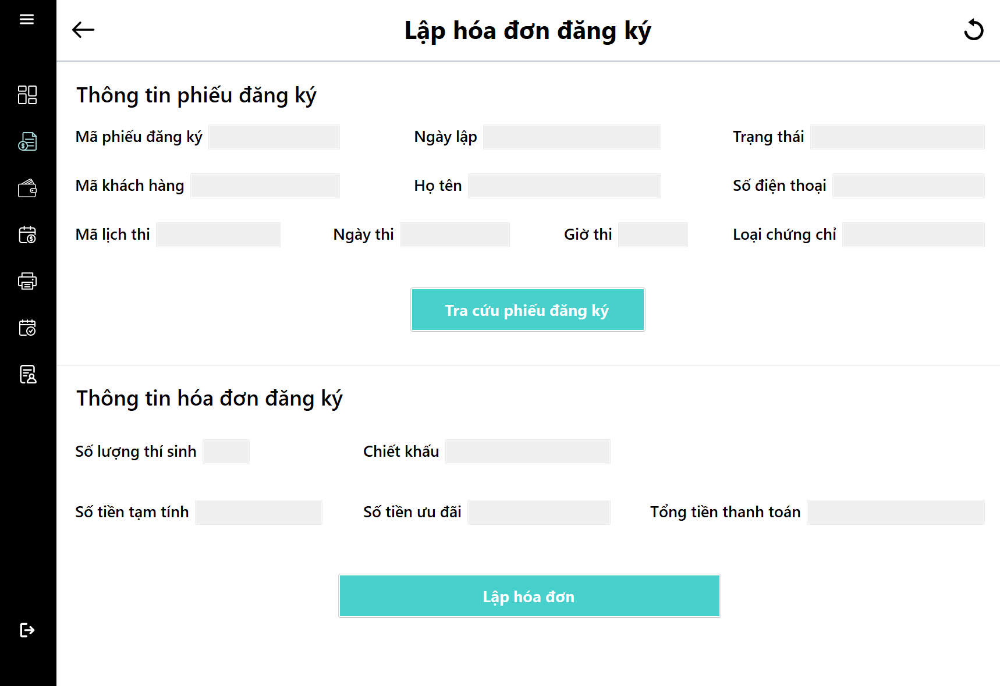 Lập hóa đơn đăng ký
Thông tin phiếu đăng ký
Mã phiếu đăng ký Ngày lập Trạng thái
Mã khách hàng Họ tên Số điện thoại
Mã lịch thi Ngày thi Giờ thi Loại chứng chỉ
Tra cứu phiếu đăng ký
Thông tin hóa đơn đăng ký
Số lượng thí sinh Chiết khấu
Số tiền tạm tính Số tiền ưu đãi Tổng tiền thanh toán
Lập hóa đơn